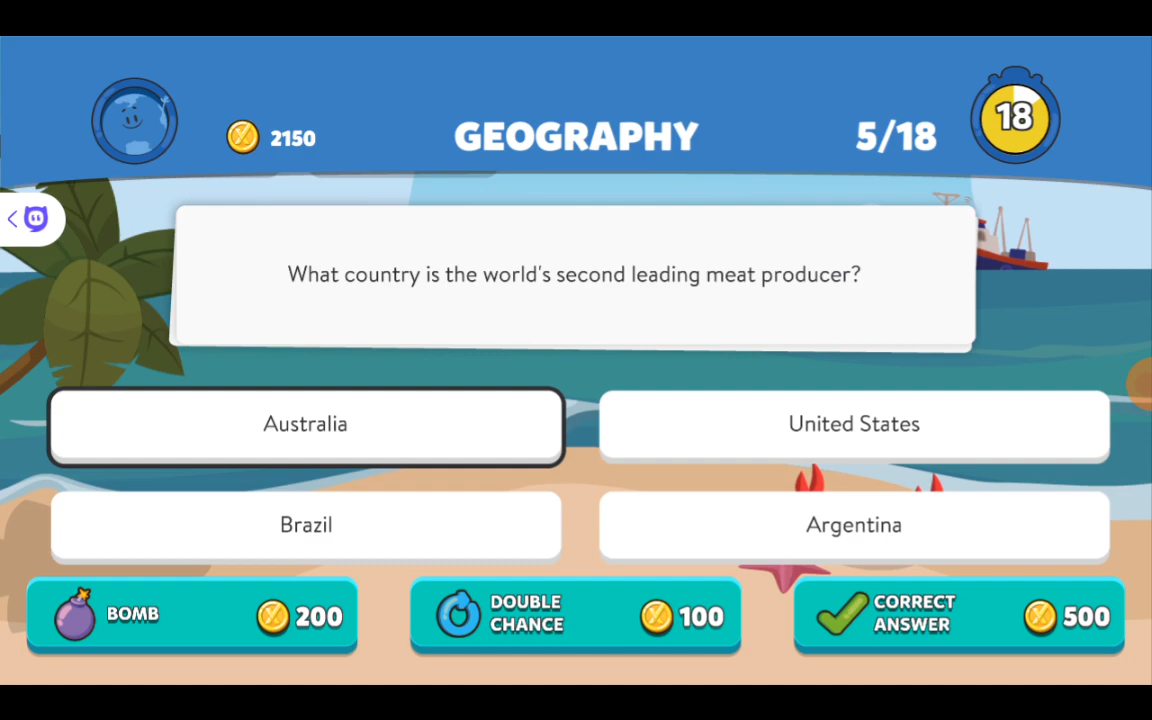 2150
GEOGRAPHY
5/18
18
What country is the world's second leading meat producer?
Australia
United States
Brazil
Argentina
BOMB
200
DOUBLE
CHANCE
100
CORRECT
ANSWER
500